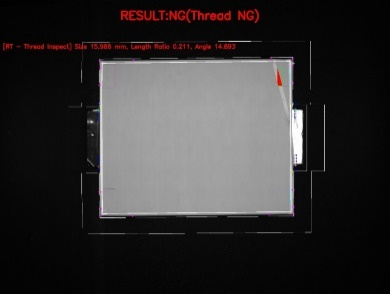 RESULT:NG(Thread NG)
[RT - Thread Inspect] Size 15.988 mm, Length Ratio 0.211, Angle 14.893